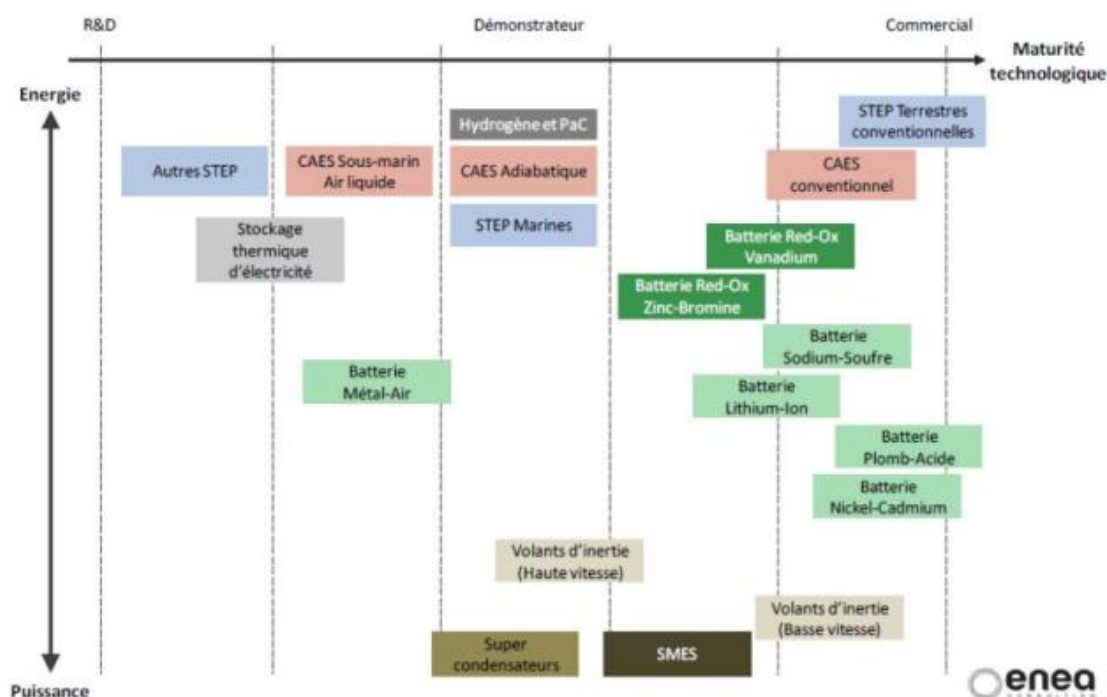 R&D
Démonstrateur
Commercial
Maturité
technologique
Energie
STEP Terrestres
conventionnelles
Hydrogène et PaC
Autres STEP
CAES Sous-marin
Air liquide
CAES Adiabatique
CAES
conventionnel
STEP Marines
Stockage
thermique
d'électricité
Batterie Red-Ox
Vanadium
Batterie Red-Ox
Zinc-Bromine
Batterie
Sodium-Soufre
Batterie
Métal-Air
Batterie
Lithium-Ion
Batterie
Plomb-Acide
Batterie
Nickel-Cadmium
Volants d'inertie
(Haute vitesse)
Volants d'inertie
(Basse vitesse)
Super
condensateurs
SMES
Puissance
enea
CONSULTING